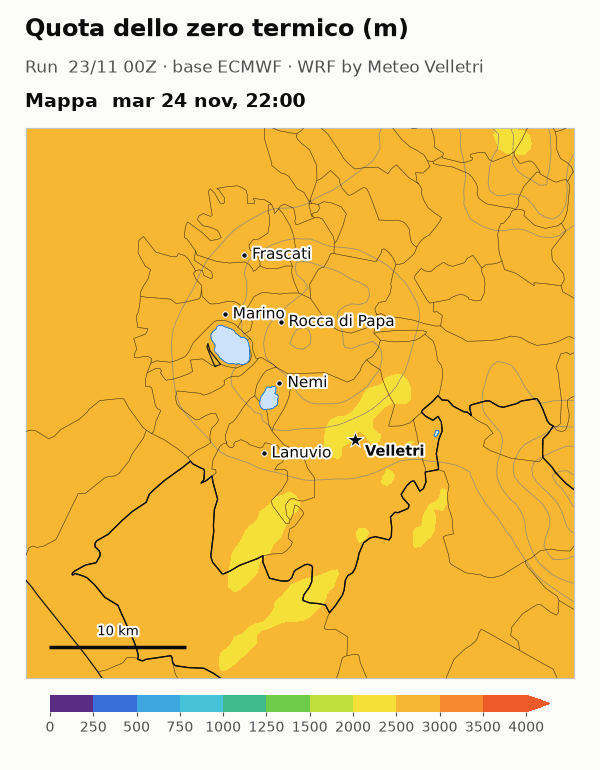 Quota dello zero termico (m)
Run  23/11 00Z · base ECMWF · WRF by Meteo Velletri
Mappa  mar 24 nov, 22:00
Frascati
Marino
Rocca di Papa
Nemi
Velletri
Lanuvio
10 km
0 250 500 750 1000 1250 1500 2000 2500 3000 3500 4000